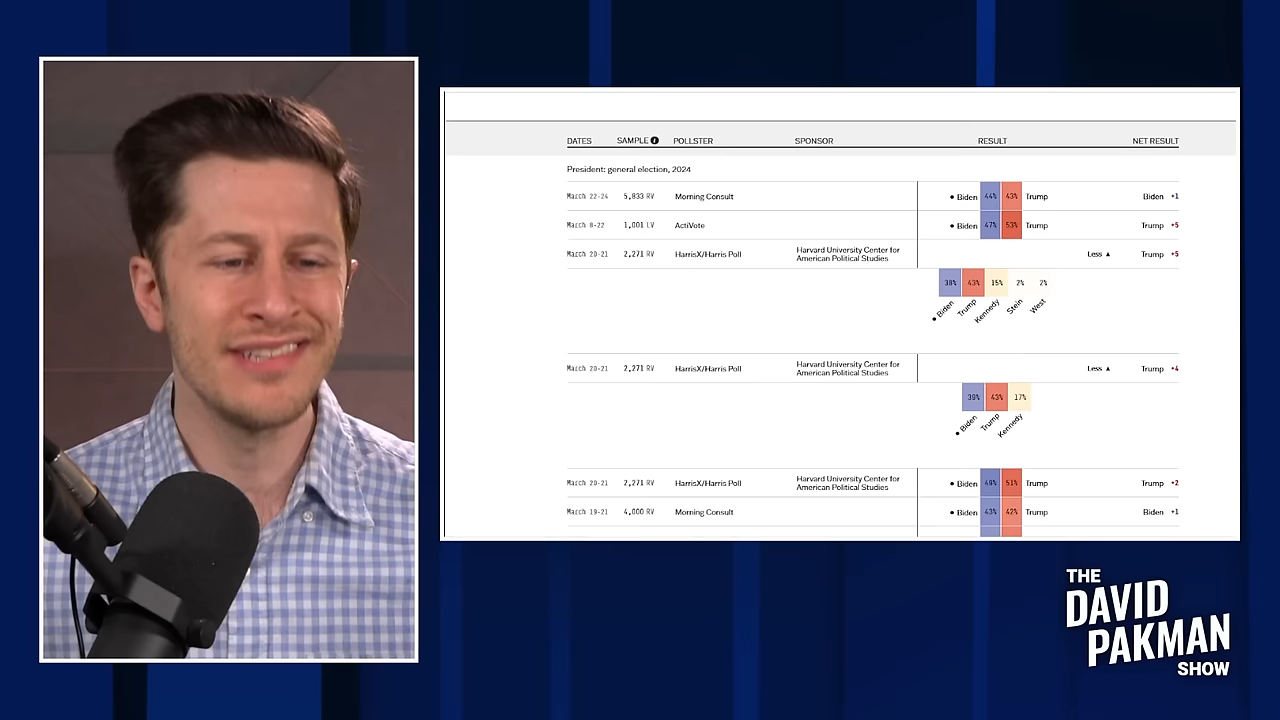 DATES SAMPLE POLLSTER SPONSOR RESULT NET RESULT
President: general election, 2024
March 22-24 5,833 RV Morning Consult • Biden 44% 43% Trump Biden +1
March 8-22 1,001 LV ActiVote • Biden 47% 53% Trump Trump +5
March 20-21 2,271 RV HarrisX/Harris Poll Harvard University Center for American Political Studies Less ▲ Trump +5
38% 43% 15% 2% 2%
• Biden Trump Kennedy Stein West
March 20-21 2,271 RV HarrisX/Harris Poll Harvard University Center for American Political Studies Less ▲ Trump +4
39% 43% 17%
• Biden Trump Kennedy
March 20-21 2,271 RV HarrisX/Harris Poll Harvard University Center for American Political Studies • Biden 49% 51% Trump Trump +2
March 19-21 4,000 RV Morning Consult • Biden 43% 42% Trump Biden +1
THE
DAVID
PAKMAN
SHOW